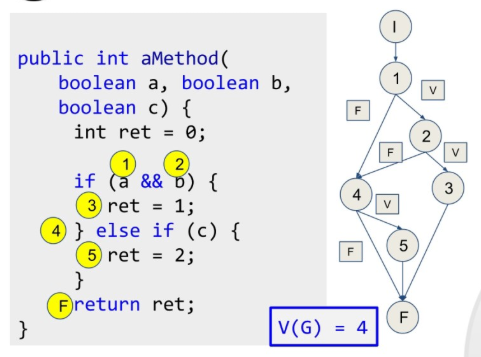 public int aMethod(
boolean a, boolean b,
boolean c) {
int ret = 0;
1 2
if (a && b) {
3 ret = 1;
4 } else if (c) {
5 ret = 2;
}
F return ret;
}
V(G) = 4
I
1
V
F
2
F
V
4
3
V
5
F
F